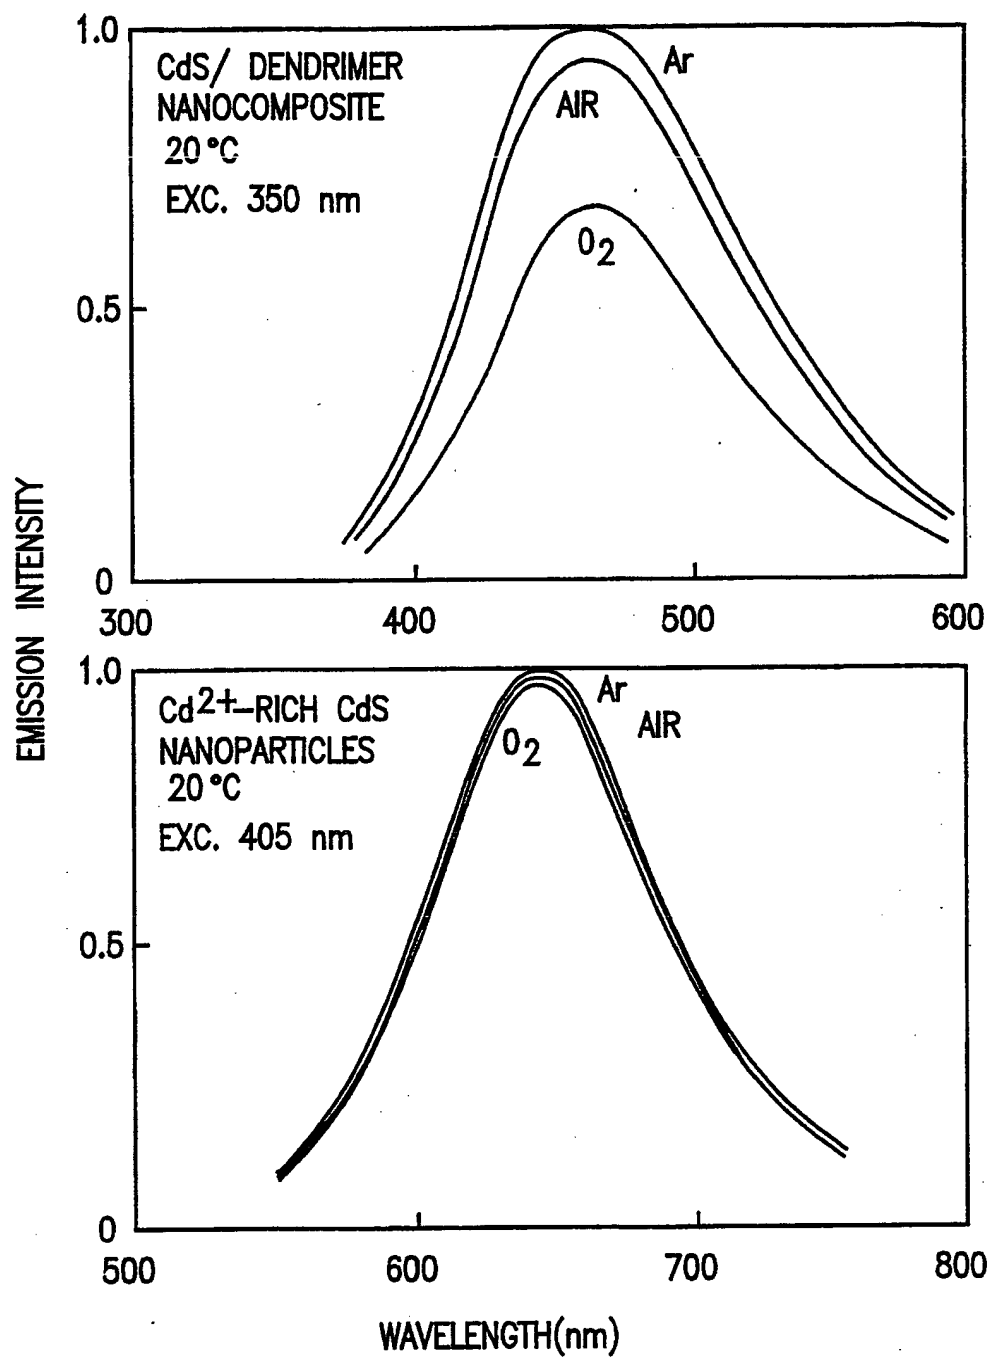 1.0
CdS/ DENDRIMER
NANOCOMPOSITE
20°C
EXC. 350 nm
Ar
AIR
O2
0.5
0
300 400 500 600
EMISSION INTENSITY
1.0
Cd2+-RICH CdS
NANOPARTICLES
20°C
EXC. 405 nm
Ar
AIR
O2
0.5
0
500 600 700 800
WAVELENGTH(nm)